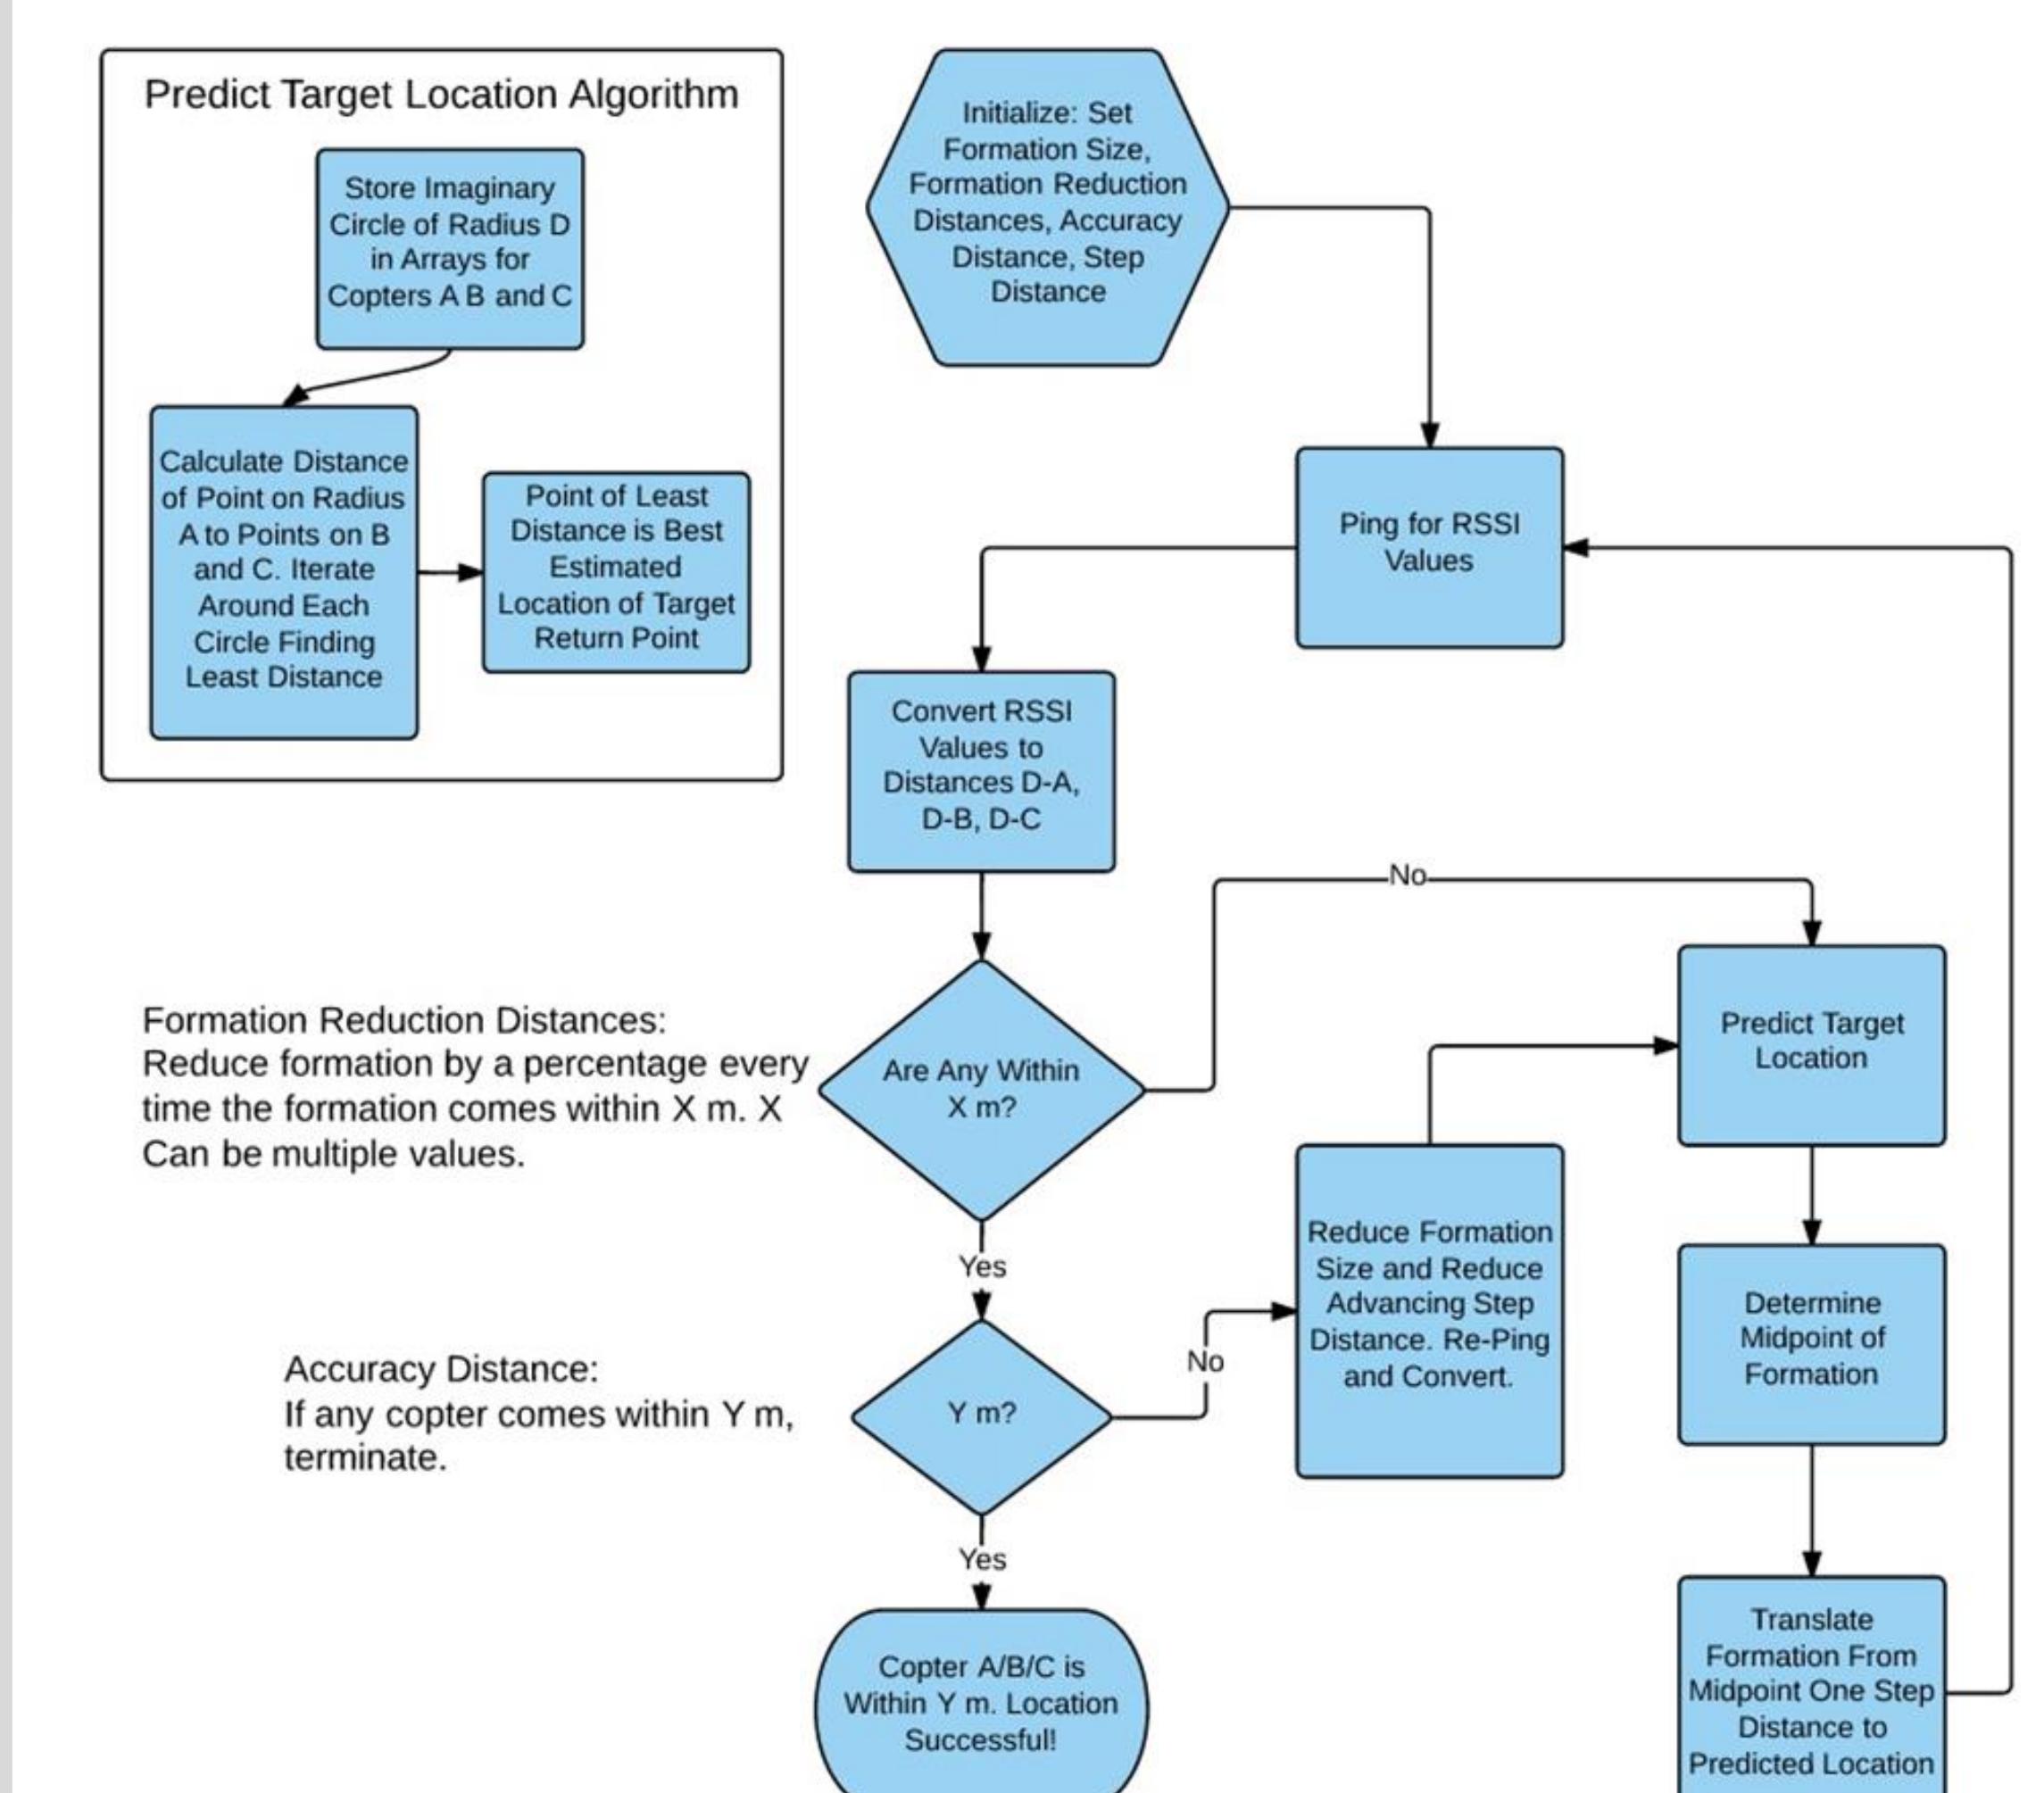 Predict Target Location Algorithm
Store Imaginary
Circle of Radius D
in Arrays for
Copters A B and C
Calculate Distance
of Point on Radius
A to Points on B
and C. Iterate
Around Each
Circle Finding
Least Distance
Point of Least
Distance is Best
Estimated
Location of Target
Return Point
Initialize: Set
Formation Size,
Formation Reduction
Distances, Accuracy
Distance, Step
Distance
Ping for RSSI
Values
Convert RSSI
Values to
Distances D-A,
D-B, D-C
No
Formation Reduction Distances:
Reduce formation by a percentage every
time the formation comes within X m. X
Can be multiple values.
Are Any Within
X m?
Predict Target
Location
Yes
Reduce Formation
Size and Reduce
Advancing Step
Distance. Re-Ping
and Convert.
Determine
Midpoint of
Formation
Accuracy Distance:
If any copter comes within Y m,
terminate.
Y m?
No
Yes
Copter A/B/C is
Within Y m. Location
Successful!
Translate
Formation From
Midpoint One Step
Distance to
Predicted Location